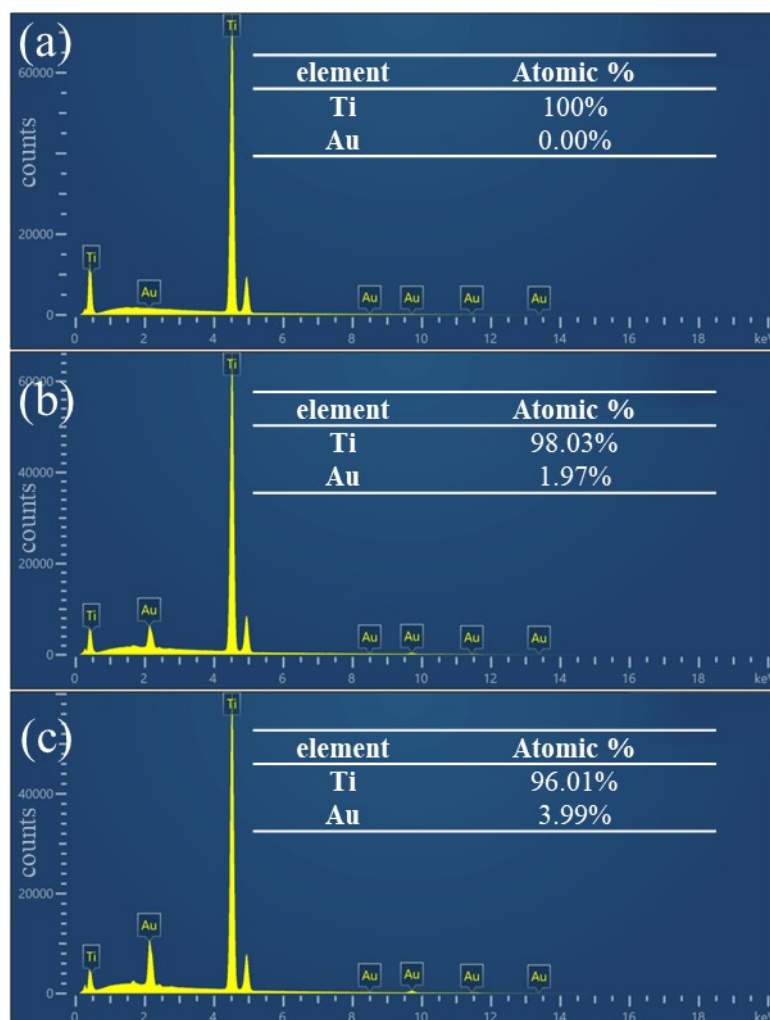 (a)
Ti
60000
element Atomic %
Ti 100%
Au 0.00%
counts
20000
Ti
Au
Au Au Au Au
0
0 2 4 6 8 10 12 14 16 18 keV
(b)
Ti
60000
element Atomic %
Ti 98.03%
Au 1.97%
counts
40000
20000
Ti
Au
Au Au Au Au
0
0 2 4 6 8 10 12 14 16 18
(c)
Ti
element Atomic %
Ti 96.01%
Au 3.99%
counts
40000
20000
Ti
Au
Au Au Au Au
0
0 2 4 6 8 10 12 14 16 18